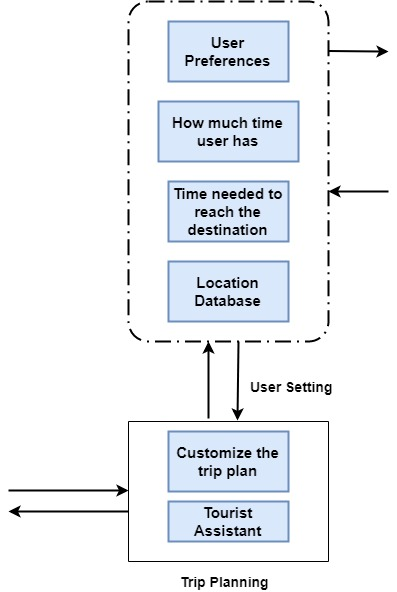 User
Preferences
How much time
user has
Time needed to
reach the
destination
Location
Database
User Setting
Customize the
trip plan
Tourist
Assistant
Trip Planning